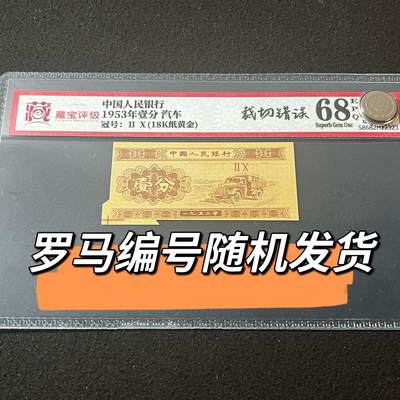 藏
藏宝评级
中国人民银行
1953年壹分 汽车
冠号：II X (18K纸黄金)
裁切错误
68
E
P
Q
Superb Gem Unc
中国人民银行
II X
壹分
一九五三年
罗马编号随机发货